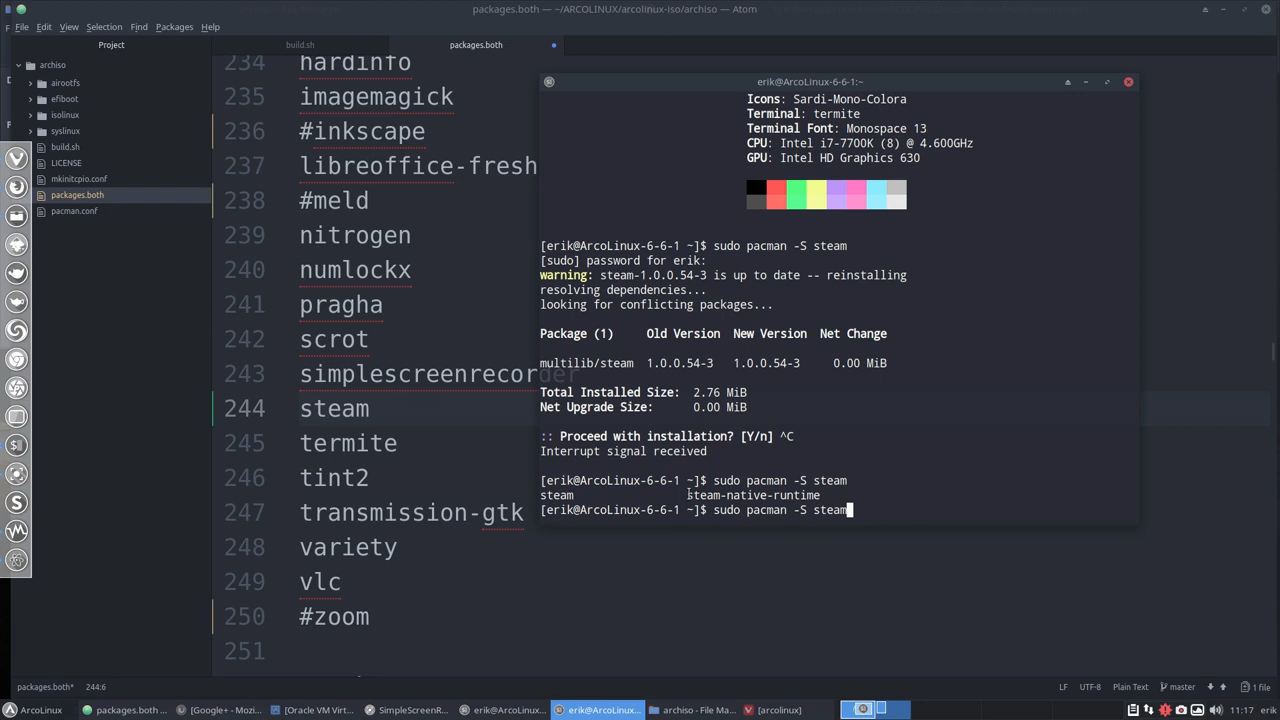 packages.both — ~/ARCOLINUX/arcolinux-iso/archiso — Atom
File Edit View Selection Find Packages Help
Project
build.sh
packages.both
archiso
airootfs
efiboot
isolinux
syslinux
build.sh
LICENSE
mkinitcpio.conf
packages.both
pacman.conf
234 hardinfo
235 imagemagick
236 #inkscape
237 libreoffice-fresh
238 #meld
239 nitrogen
240 numlockx
241 pragha
242 scrot
243 simplescreenrecorder
244 steam
245 termite
246 tint2
247 transmission-gtk
248 variety
249 vlc
250 #zoom
251
erik@ArcoLinux-6-6-1:~
Icons: Sardi-Mono-Colora
Terminal: termite
Terminal Font: Monospace 13
CPU: Intel i7-7700K (8) @ 4.600GHz
GPU: Intel HD Graphics 630
[erik@ArcoLinux-6-6-1 ~]$ sudo pacman -S steam
[sudo] password for erik:
warning: steam-1.0.0.54-3 is up to date -- reinstalling
resolving dependencies...
looking for conflicting packages...
Package (1) Old Version New Version Net Change
multilib/steam 1.0.0.54-3 1.0.0.54-3 0.00 MiB
Total Installed Size: 2.76 MiB
Net Upgrade Size: 0.00 MiB
:: Proceed with installation? [Y/n] ^C
Interrupt signal received
[erik@ArcoLinux-6-6-1 ~]$ sudo pacman -S steam
steam steam-native-runtime
[erik@ArcoLinux-6-6-1 ~]$ sudo pacman -S steam
packages.both* 244:6
LF UTF-8 Plain Text master 1 file
ArcoLinux packages.both ... [Google+ - Mozi... [Oracle VM Virt... SimpleScreenR... erik@ArcoLinux... erik@ArcoLinux... archiso - File Ma... [arcolinux] 11:17 erik